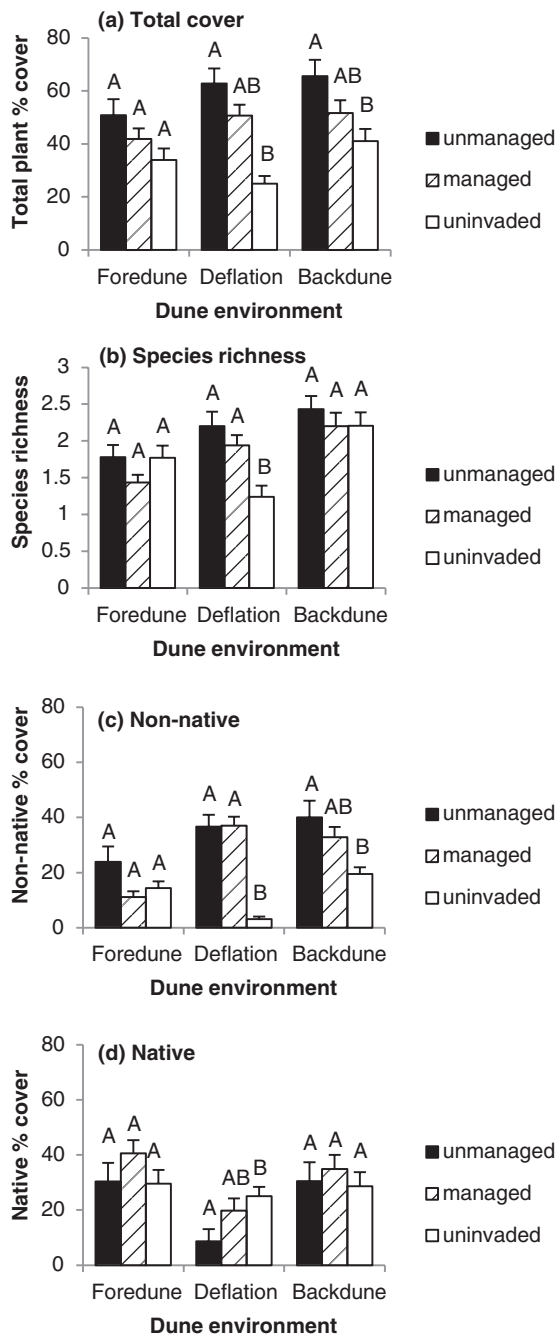 (a) Total cover
Total plant % cover
80
60
40
20
0
A
A
A
A
AB
B
A
AB
B
Foredune Deflation Backdune
Dune environment
unmanaged
managed
uninvaded
(b) Species richness
Species richness
3
2.5
2
1.5
1
0.5
0
A
A
A
A
A
B
A
A
A
Foredune Deflation Backdune
Dune environment
unmanaged
managed
uninvaded
(c) Non-native
Non-native % cover
80
60
40
20
0
A
A
A
A
A
B
A
AB
B
Foredune Deflation Backdune
Dune environment
unmanaged
managed
uninvaded
(d) Native
Native % cover
80
60
40
20
0
A
A
A
A
AB
B
A
A
A
Foredune Deflation Backdune
Dune environment
unmanaged
managed
uninvaded